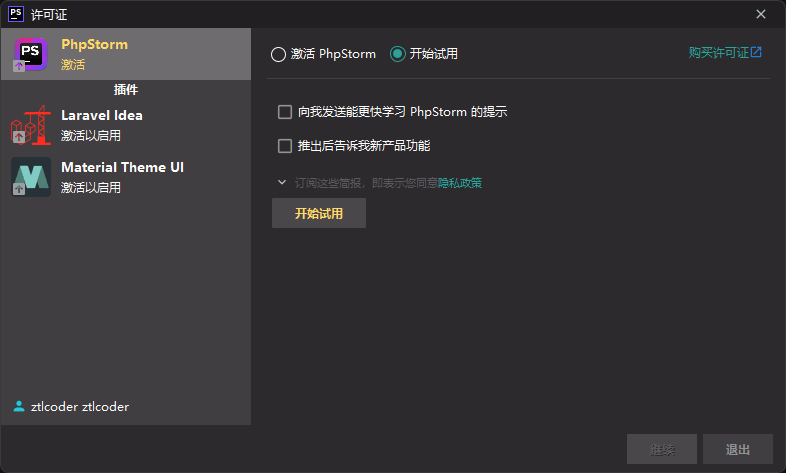 PS 许可证
PS
PhpStorm
激活
插件
Laravel Idea
激活以启用
Material Theme UI
激活以启用
ztlcoder ztlcoder
激活 PhpStorm 开始试用 购买许可证
向我发送能更快学习 PhpStorm 的提示
推出后告诉我新产品功能
订阅这些简报，即表示您同意隐私政策
开始试用
继续 退出